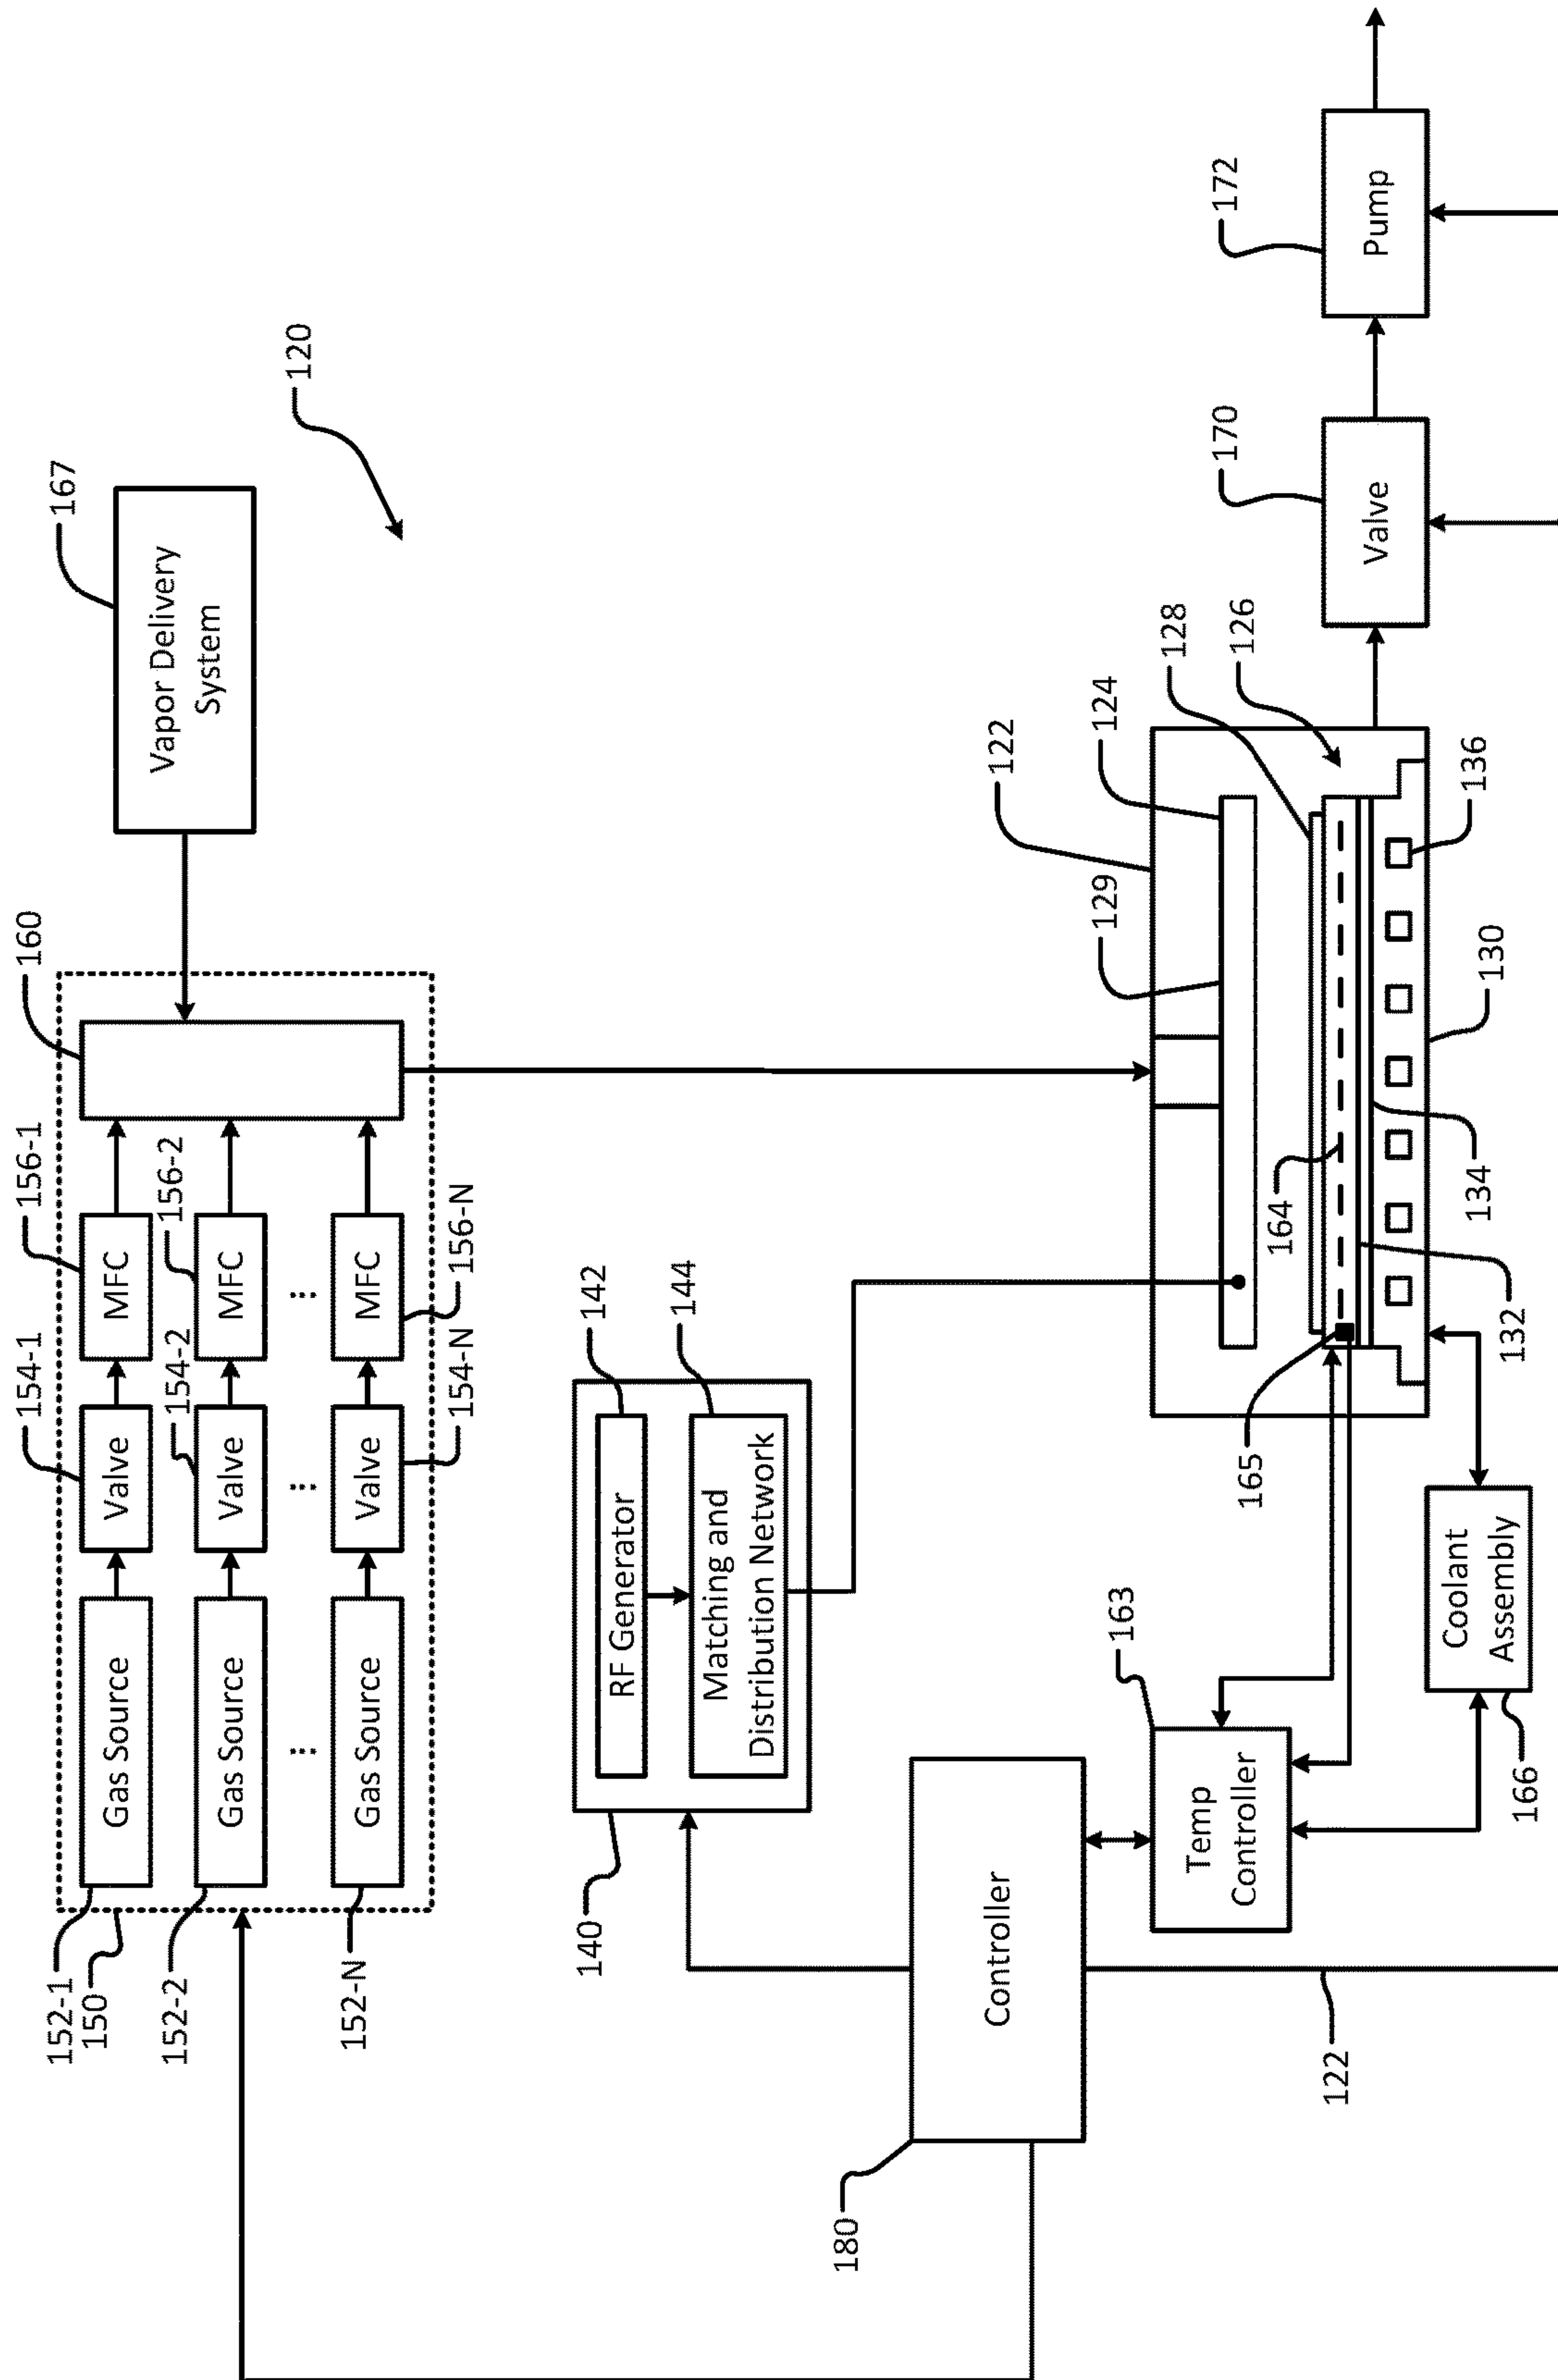 167
Vapor Delivery
System
120
160
156-1
156-2
156-N
MFC
MFC
...
MFC
154-1
154-2
154-N
Valve
Valve
...
Valve
Gas Source
Gas Source
...
Gas Source
152-1
150
152-2
152-N
142
144
RF Generator
Matching and
Distribution Network
140
172
Pump
170
Valve
122
124
129
128
126
136
130
164
134
132
165
163
Temp
Controller
Coolant
Assembly
166
Controller
180
122